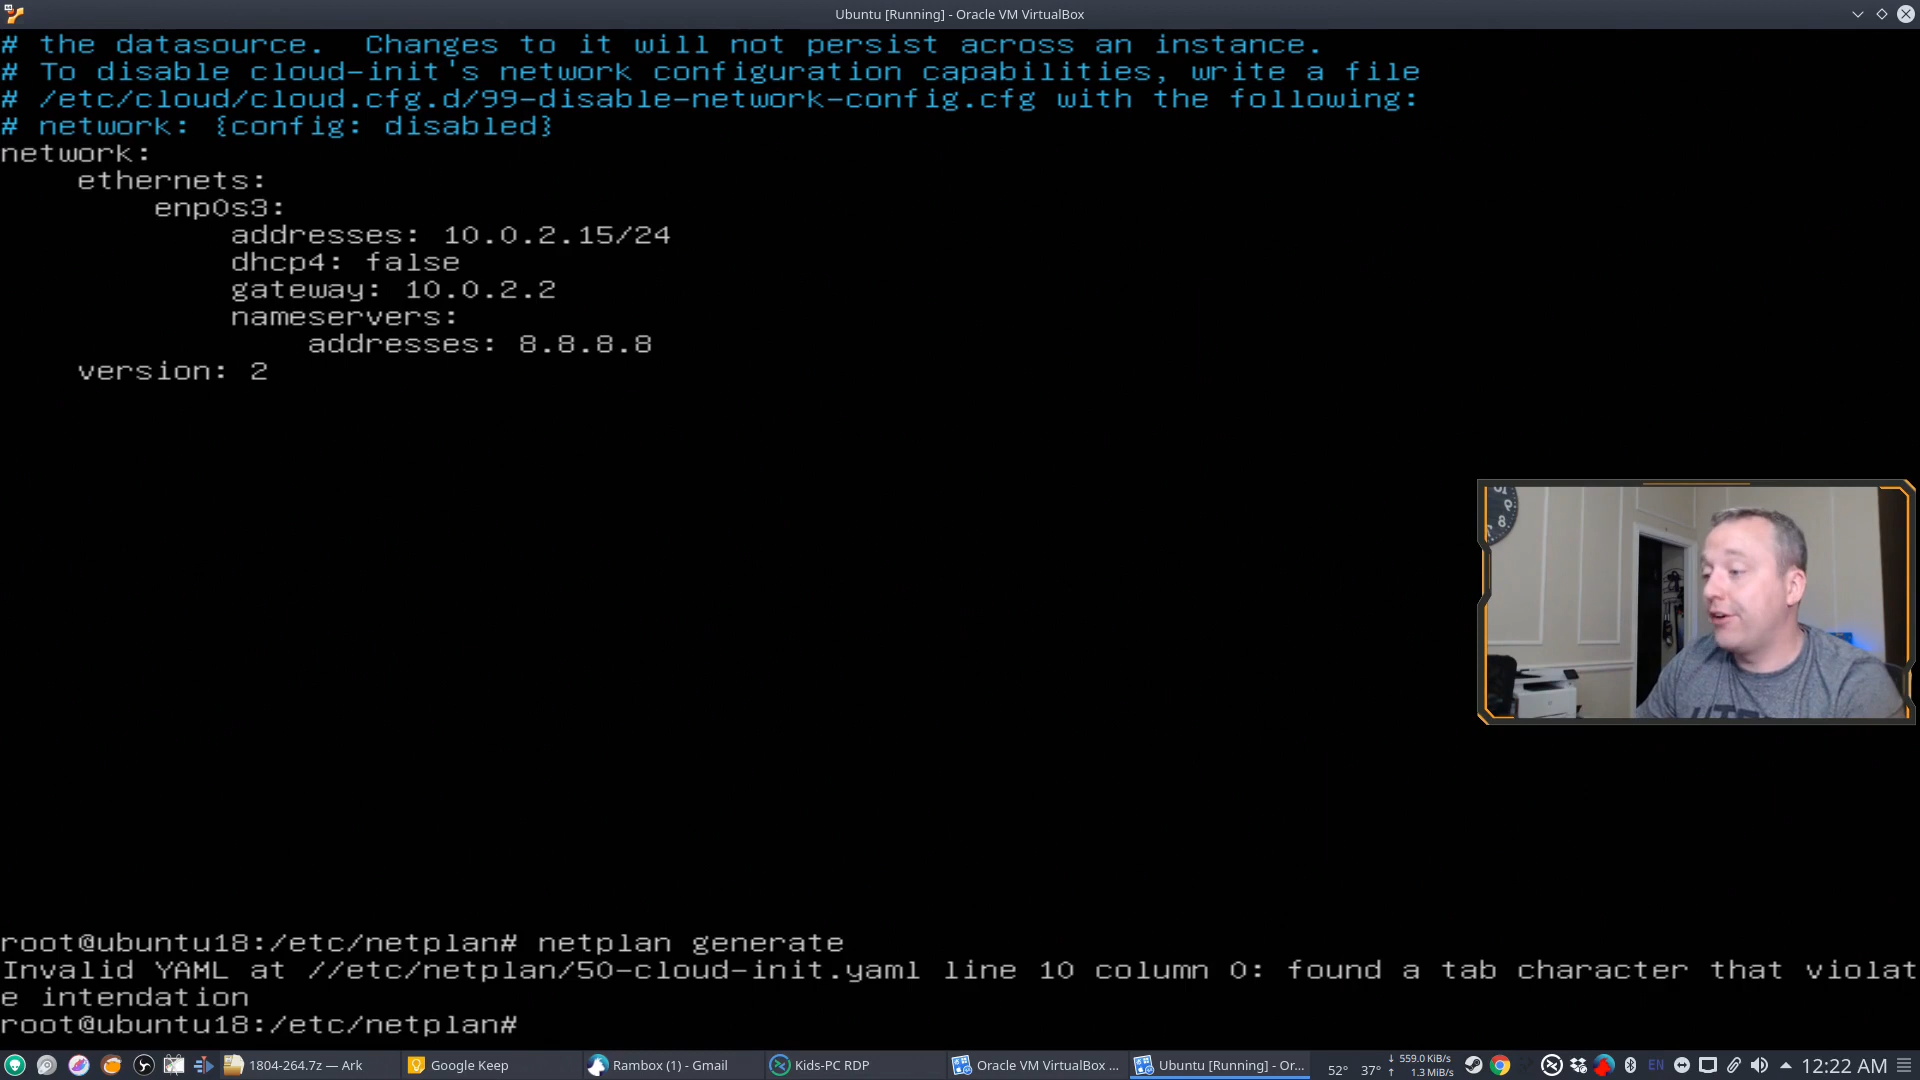 Ubuntu [Running] - Oracle VM VirtualBox
# the datasource.  Changes to it will not persist across an instance.
# To disable cloud-init's network configuration capabilities, write a file
# /etc/cloud/cloud.cfg.d/99-disable-network-config.cfg with the following:
# network: {config: disabled}
network:
    ethernets:
        enp0s3:
            addresses: 10.0.2.15/24
            dhcp4: false
            gateway: 10.0.2.2
            nameservers:
                addresses: 8.8.8.8
    version: 2
root@ubuntu18:/etc/netplan# netplan generate
Invalid YAML at //etc/netplan/50-cloud-init.yaml line 10 column 0: found a tab character that violat
e intendation
root@ubuntu18:/etc/netplan#
1804-264.7z — Ark
Google Keep
Rambox (1) - Gmail
Kids-PC RDP
Oracle VM VirtualBox ...
Ubuntu [Running] - Or...
52° 37°
↓ 559.0 KiB/s
↑ 1.3 MiB/s
EN
12:22 AM